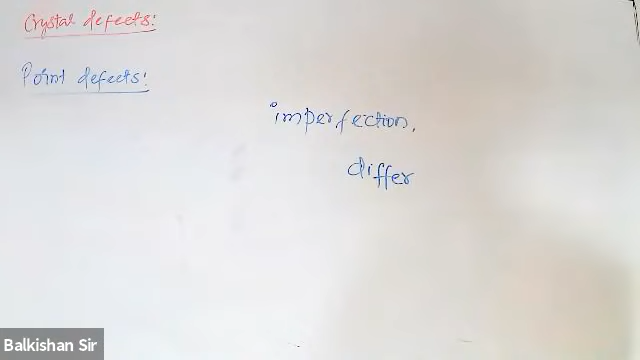 Crystal defects:
Point defects:
imperfection,
differ
Balkishan Sir